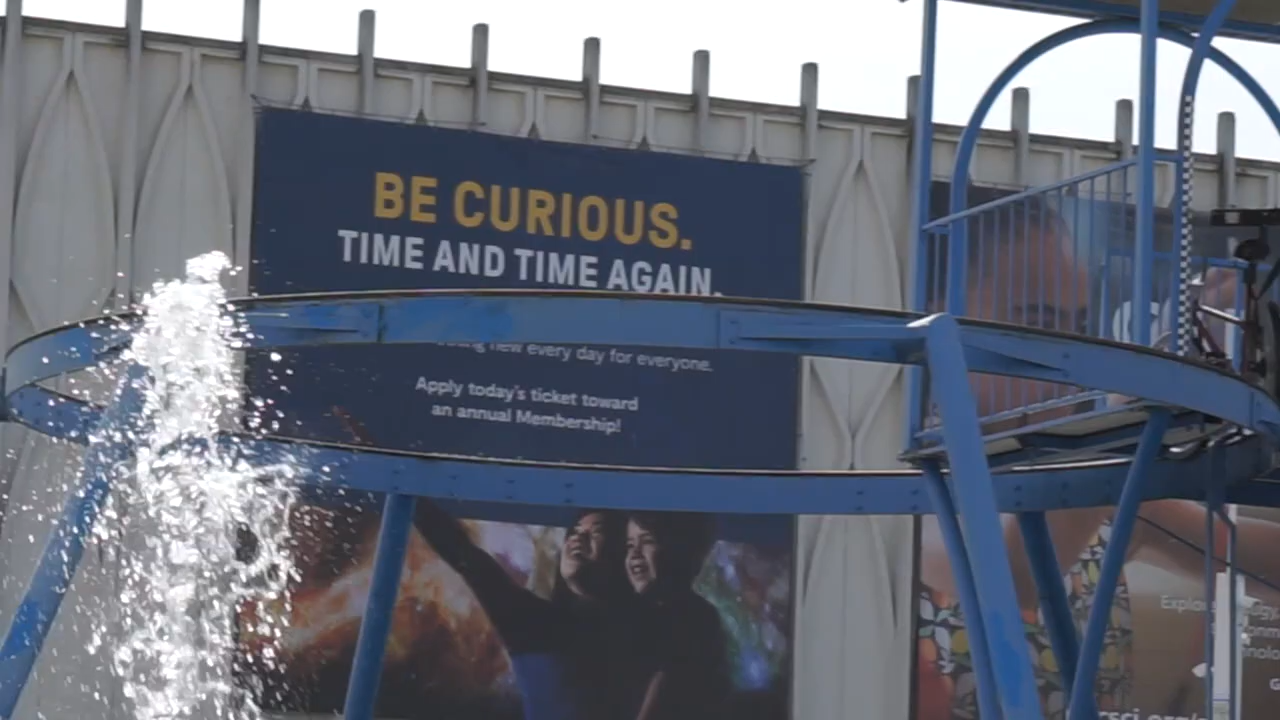 BE CURIOUS.
TIME AND TIME AGAIN.
new every day for everyone.
Apply today's ticket toward
an annual Membership!